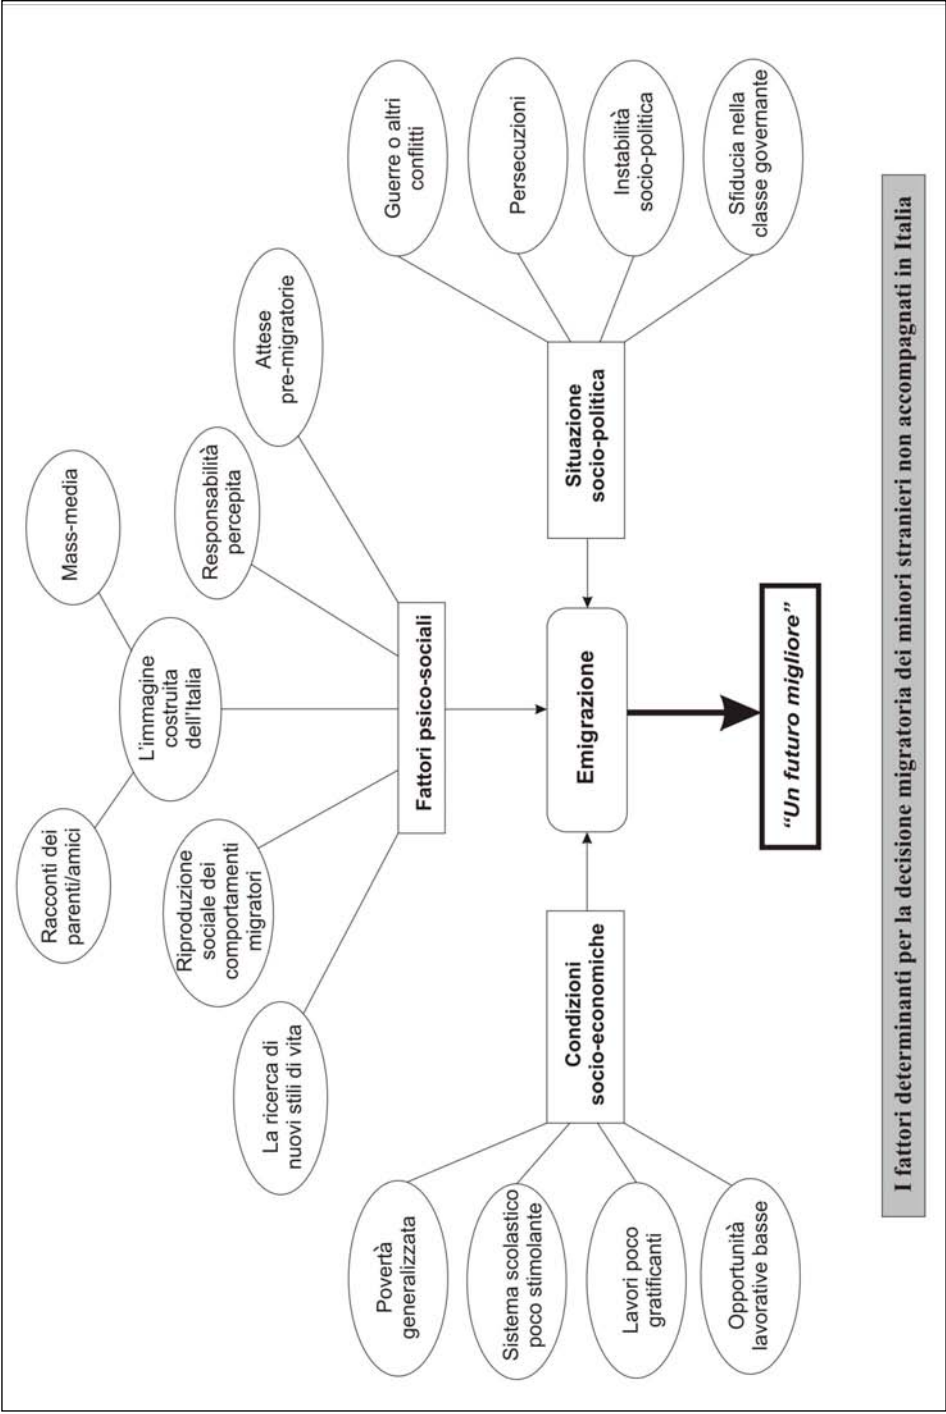 Racconti dei
parenti/amici
Mass-media
L'immagine
costruita
dell'Italia
Riproduzione
sociale dei
comportamenti
migratori
Responsabilità
percepita
La ricerca di
nuovi stili di vita
Attese
pre-migratorie
Fattori psico-sociali
Povertà
generalizzata
Sistema scolastico
poco stimolante
Lavori poco
gratificanti
Opportunità
lavorative basse
Condizioni
socio-economiche
Emigrazione
Situazione
socio-politica
Guerre o altri
conflitti
Persecuzioni
Instabilità
socio-politica
Sfiducia nella
classe governante
“Un futuro migliore”
I fattori determinanti per la decisione migratoria dei minori stranieri non accompagnati in Italia